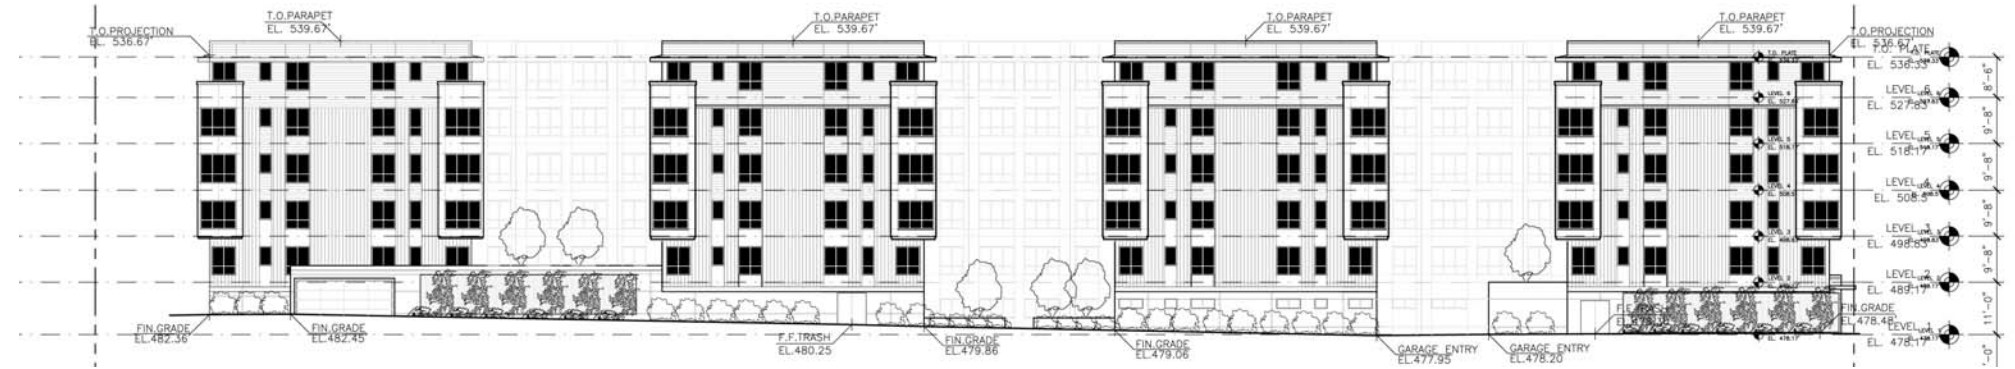 T.O.PARAPET
EL. 539.67'
T.O.PARAPET
EL. 539.67'
T.O.PARAPET
EL. 539.67'
T.O.PARAPET
EL. 539.67'
T.O.PROJECTION
EL. 536.67'
T.O.PROJECTION
EL. 536.67'
T.O. PLATE
EL. 536.33'
8'-6"
LEVEL 6
EL. 527.83'
9'-8"
LEVEL 5
EL. 518.17'
9'-8"
LEVEL 4
EL. 508.5'
9'-8"
LEVEL 3
EL. 498.83'
9'-8"
LEVEL 2
EL. 489.17'
11'-0"
LEVEL
EL. 478.17'
FIN.GRADE
EL.482.36
FIN.GRADE
EL.482.45
F.F.TRASH
EL.480.25
FIN.GRADE
EL.479.86
FIN.GRADE
EL.479.06
GARAGE ENTRY
EL.477.95
GARAGE ENTRY
EL.478.20
FIN.GRADE
EL.478.48